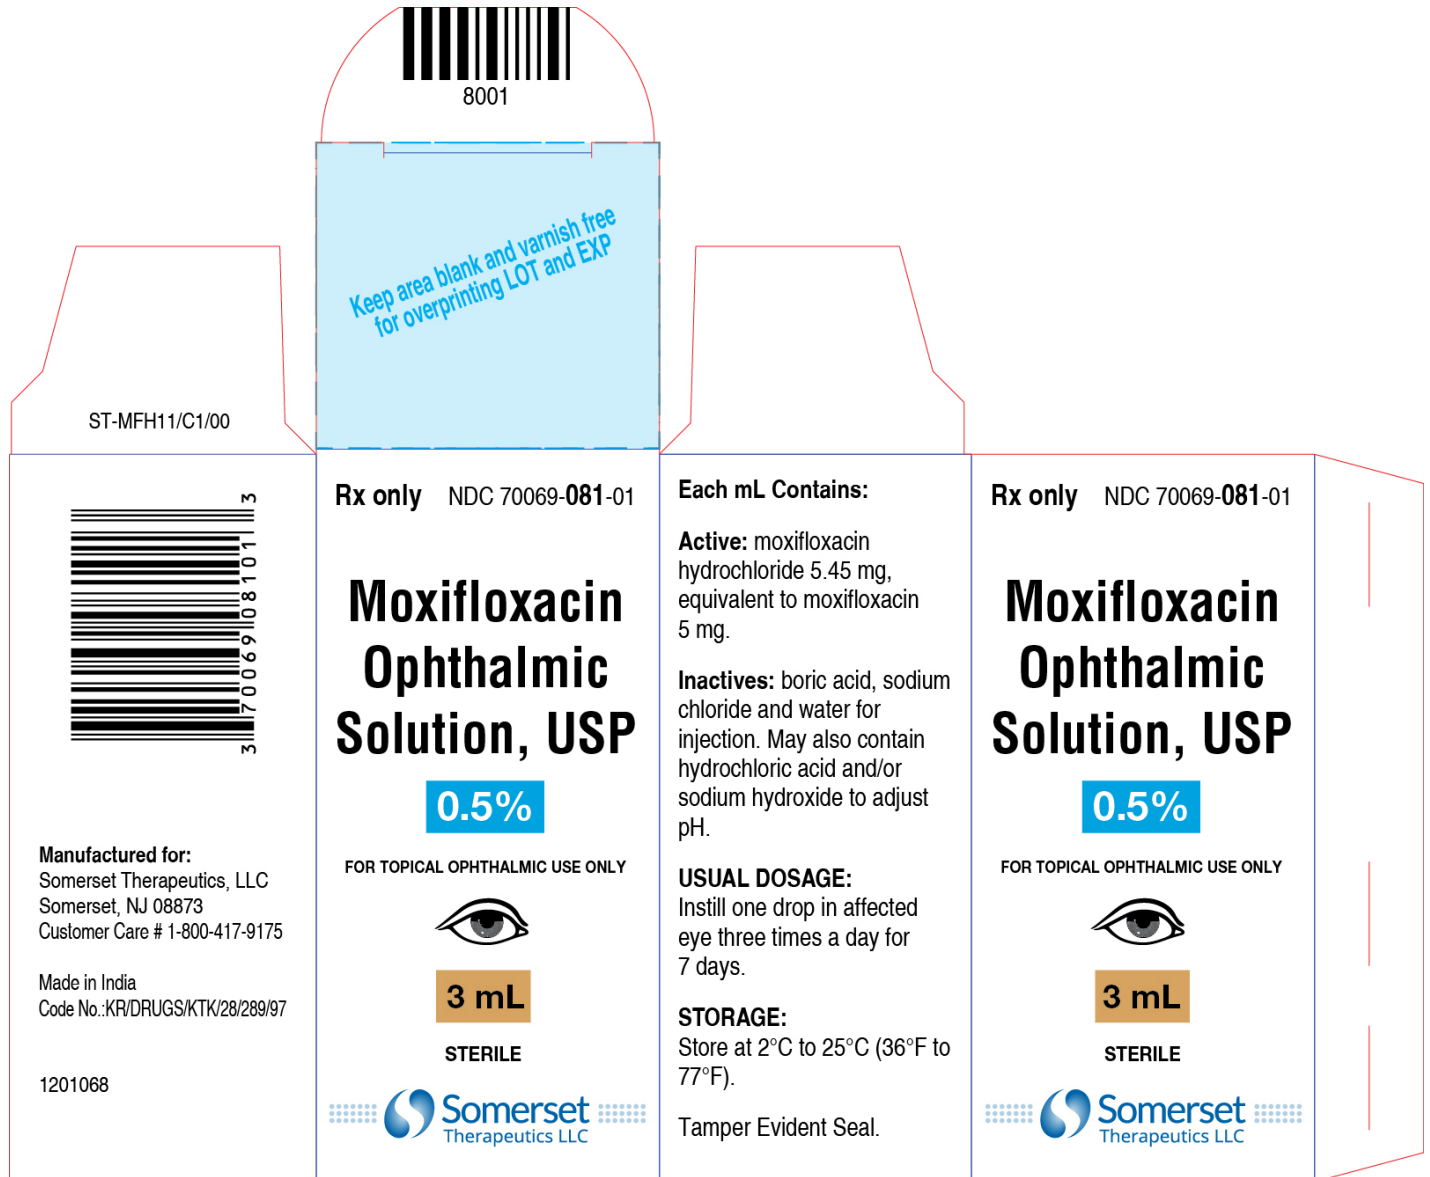 8001
Keep area blank and varnish free
for overprinting LOT and EXP
ST-MFH11/C1/00
3 70069 08101 3
Manufactured for:
Somerset Therapeutics, LLC
Somerset, NJ 08873
Customer Care # 1-800-417-9175
Made in India
Code No.:KR/DRUGS/KTK/28/289/97
1201068
Rx only NDC 70069-081-01
Moxifloxacin
Ophthalmic
Solution, USP
0.5%
FOR TOPICAL OPHTHALMIC USE ONLY
3 mL
STERILE
Somerset
Therapeutics LLC
Each mL Contains:
Active: moxifloxacin
hydrochloride 5.45 mg,
equivalent to moxifloxacin
5 mg.
Inactives: boric acid, sodium
chloride and water for
injection. May also contain
hydrochloric acid and/or
sodium hydroxide to adjust
pH.
USUAL DOSAGE:
Instill one drop in affected
eye three times a day for
7 days.
STORAGE:
Store at 2°C to 25°C (36°F to
77°F).
Tamper Evident Seal.
Rx only NDC 70069-081-01
Moxifloxacin
Ophthalmic
Solution, USP
0.5%
FOR TOPICAL OPHTHALMIC USE ONLY
3 mL
STERILE
Somerset
Therapeutics LLC